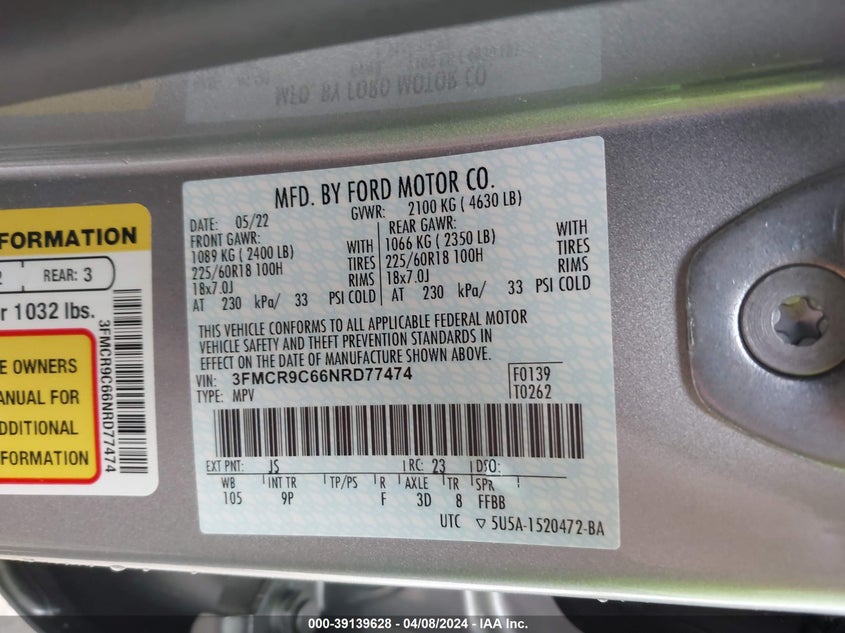 MFD. BY FORD MOTOR CO.
FORMATION
2 REAR: 3
r 1032 lbs.
E OWNERS
ANUAL FOR
DDITIONAL
FORMATION
3FMCR9C66NRD77474
MFD. BY FORD MOTOR CO.
DATE: 05/22 GVWR: 2100 KG ( 4630 LB)
FRONT GAWR: REAR GAWR:
1089 KG ( 2400 LB) WITH 1066 KG ( 2350 LB) WITH
225/60R18 100H TIRES 225/60R18 100H TIRES
18x7.0J RIMS 18x7.0J RIMS
AT 230 kPa/ 33 PSI COLD AT 230 kPa/ 33 PSI COLD
THIS VEHICLE CONFORMS TO ALL APPLICABLE FEDERAL MOTOR
VEHICLE SAFETY AND THEFT PREVENTION STANDARDS IN
EFFECT ON THE DATE OF MANUFACTURE SHOWN ABOVE.
VIN: 3FMCR9C66NRD77474 F0139
TYPE: MPV T0262
EXT PNT: JS RC: 23 DSO:
WB INT TR TP/PS R AXLE TR SPR
105 9P F 3D 8 FFBB
UTC ▽ 5U5A-1520472-BA
000-39139628 - 04/08/2024 - IAA Inc.